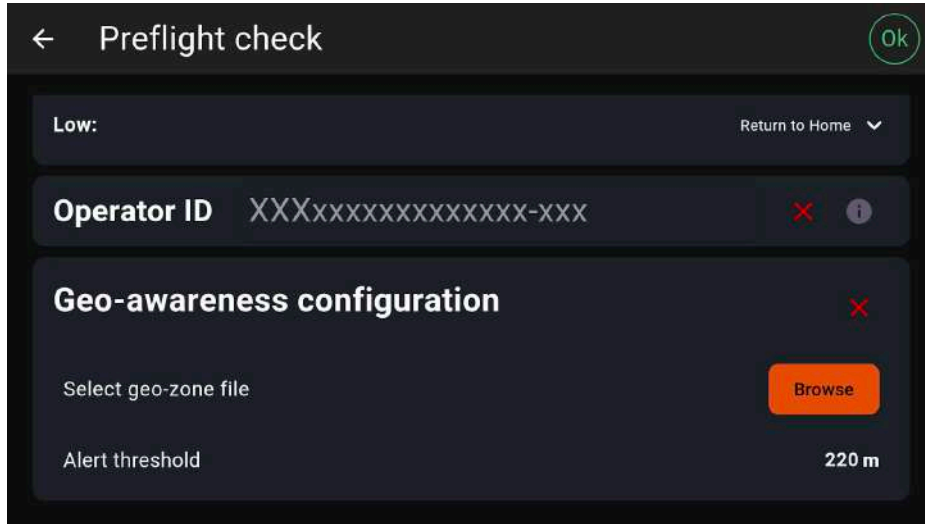 Preflight check
Ok
Low:
Return to Home
Operator ID
XXXxxxxxxxxxxxxx-xxx
Geo-awareness configuration
Select geo-zone file
Browse
Alert threshold
220 m